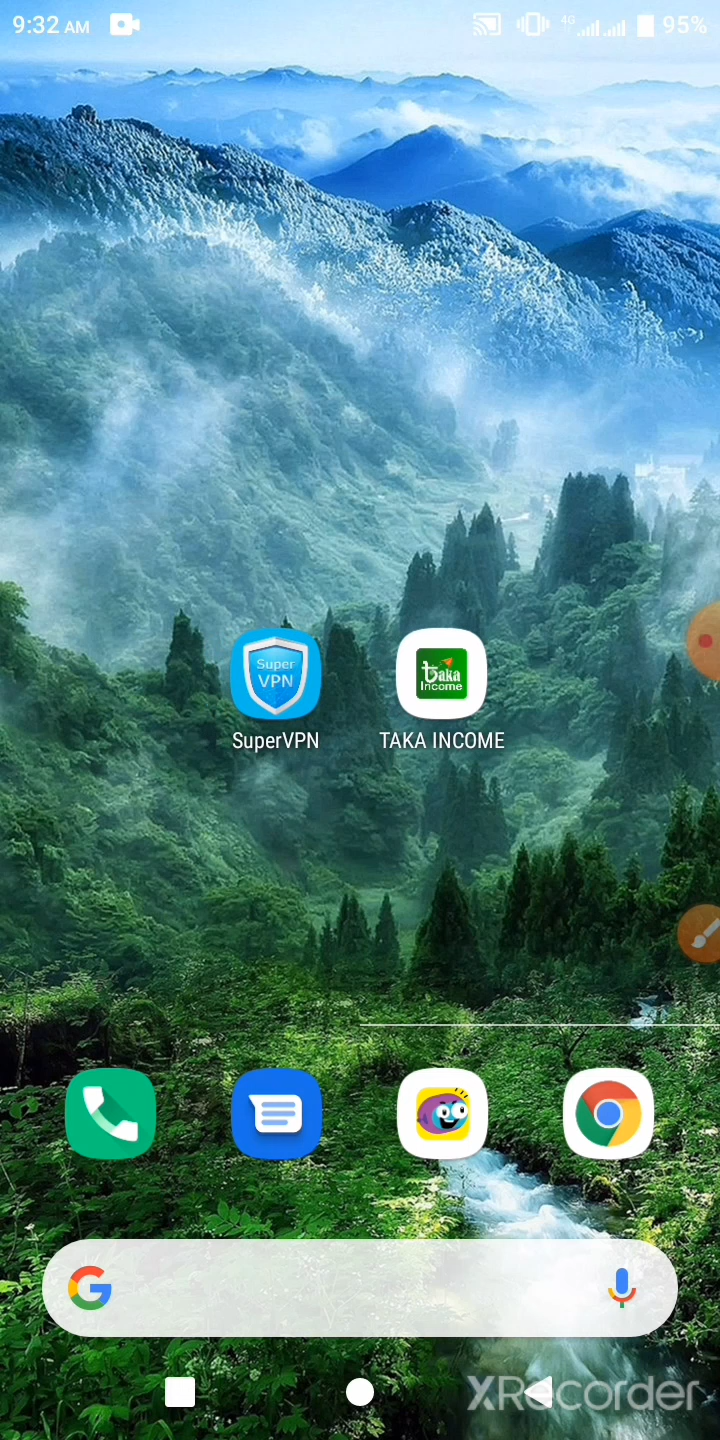 9:32 AM
4G
95%
Super
VPN
Taka
Income
SuperVPN
TAKA INCOME
XRecorder